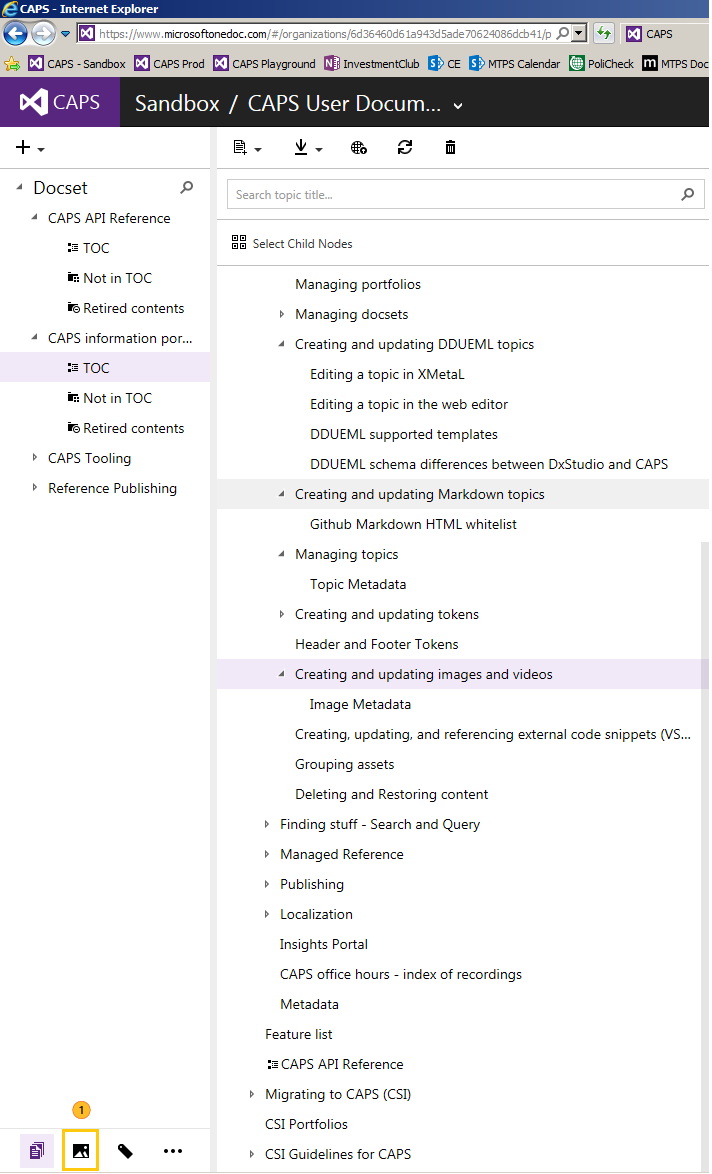 CAPS - Internet Explorer
https://www.microsoftonedoc.com/#/organizations/6d36460d61a943d5ade70624086dcb41/p
CAPS
CAPS - Sandbox CAPS Prod CAPS Playground InvestmentClub CE MTPS Calendar PoliCheck MTPS Doc
CAPS Sandbox / CAPS User Docum...
Search topic title...
Select Child Nodes
Docset
CAPS API Reference
TOC
Not in TOC
Retired contents
CAPS information por...
TOC
Not in TOC
Retired contents
CAPS Tooling
Reference Publishing
Managing portfolios
Managing docsets
Creating and updating DDUEML topics
Editing a topic in XMetaL
Editing a topic in the web editor
DDUEML supported templates
DDUEML schema differences between DxStudio and CAPS
Creating and updating Markdown topics
Github Markdown HTML whitelist
Managing topics
Topic Metadata
Creating and updating tokens
Header and Footer Tokens
Creating and updating images and videos
Image Metadata
Creating, updating, and referencing external code snippets (VS...
Grouping assets
Deleting and Restoring content
Finding stuff - Search and Query
Managed Reference
Publishing
Localization
Insights Portal
CAPS office hours - index of recordings
Metadata
Feature list
CAPS API Reference
Migrating to CAPS (CSI)
CSI Portfolios
CSI Guidelines for CAPS
1